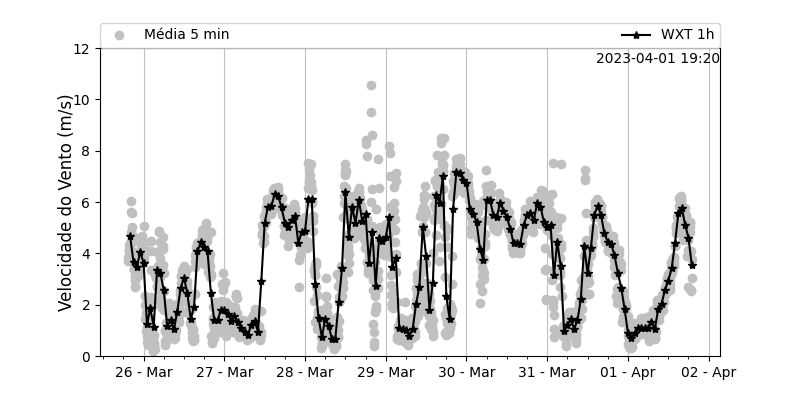 Média 5 min
WXT 1h
2023-04-01 19:20
Velocidade do Vento (m/s)
12
10
8
6
4
2
0
26 - Mar
27 - Mar
28 - Mar
29 - Mar
30 - Mar
31 - Mar
01 - Apr
02 - Apr